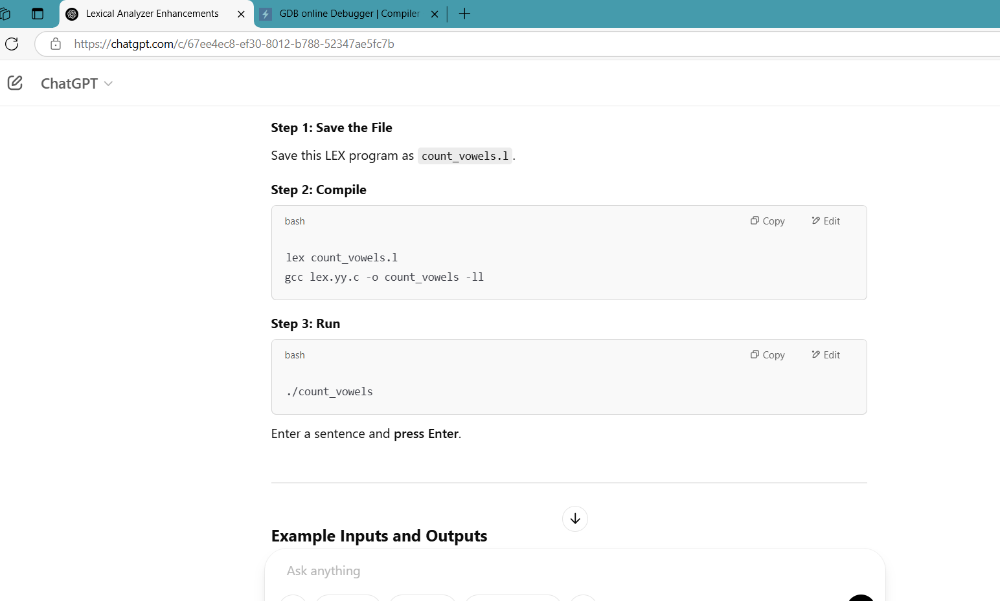 Lexical Analyzer Enhancements
GDB online Debugger | Compiler
https://chatgpt.com/c/67ee4ec8-ef30-8012-b788-52347ae5fc7b
ChatGPT
Step 1: Save the File
Save this LEX program as count_vowels.l.
Step 2: Compile
bash Copy Edit
lex count_vowels.l
gcc lex.yy.c -o count_vowels -ll
Step 3: Run
bash Copy Edit
./count_vowels
Enter a sentence and press Enter.
Example Inputs and Outputs
Ask anything